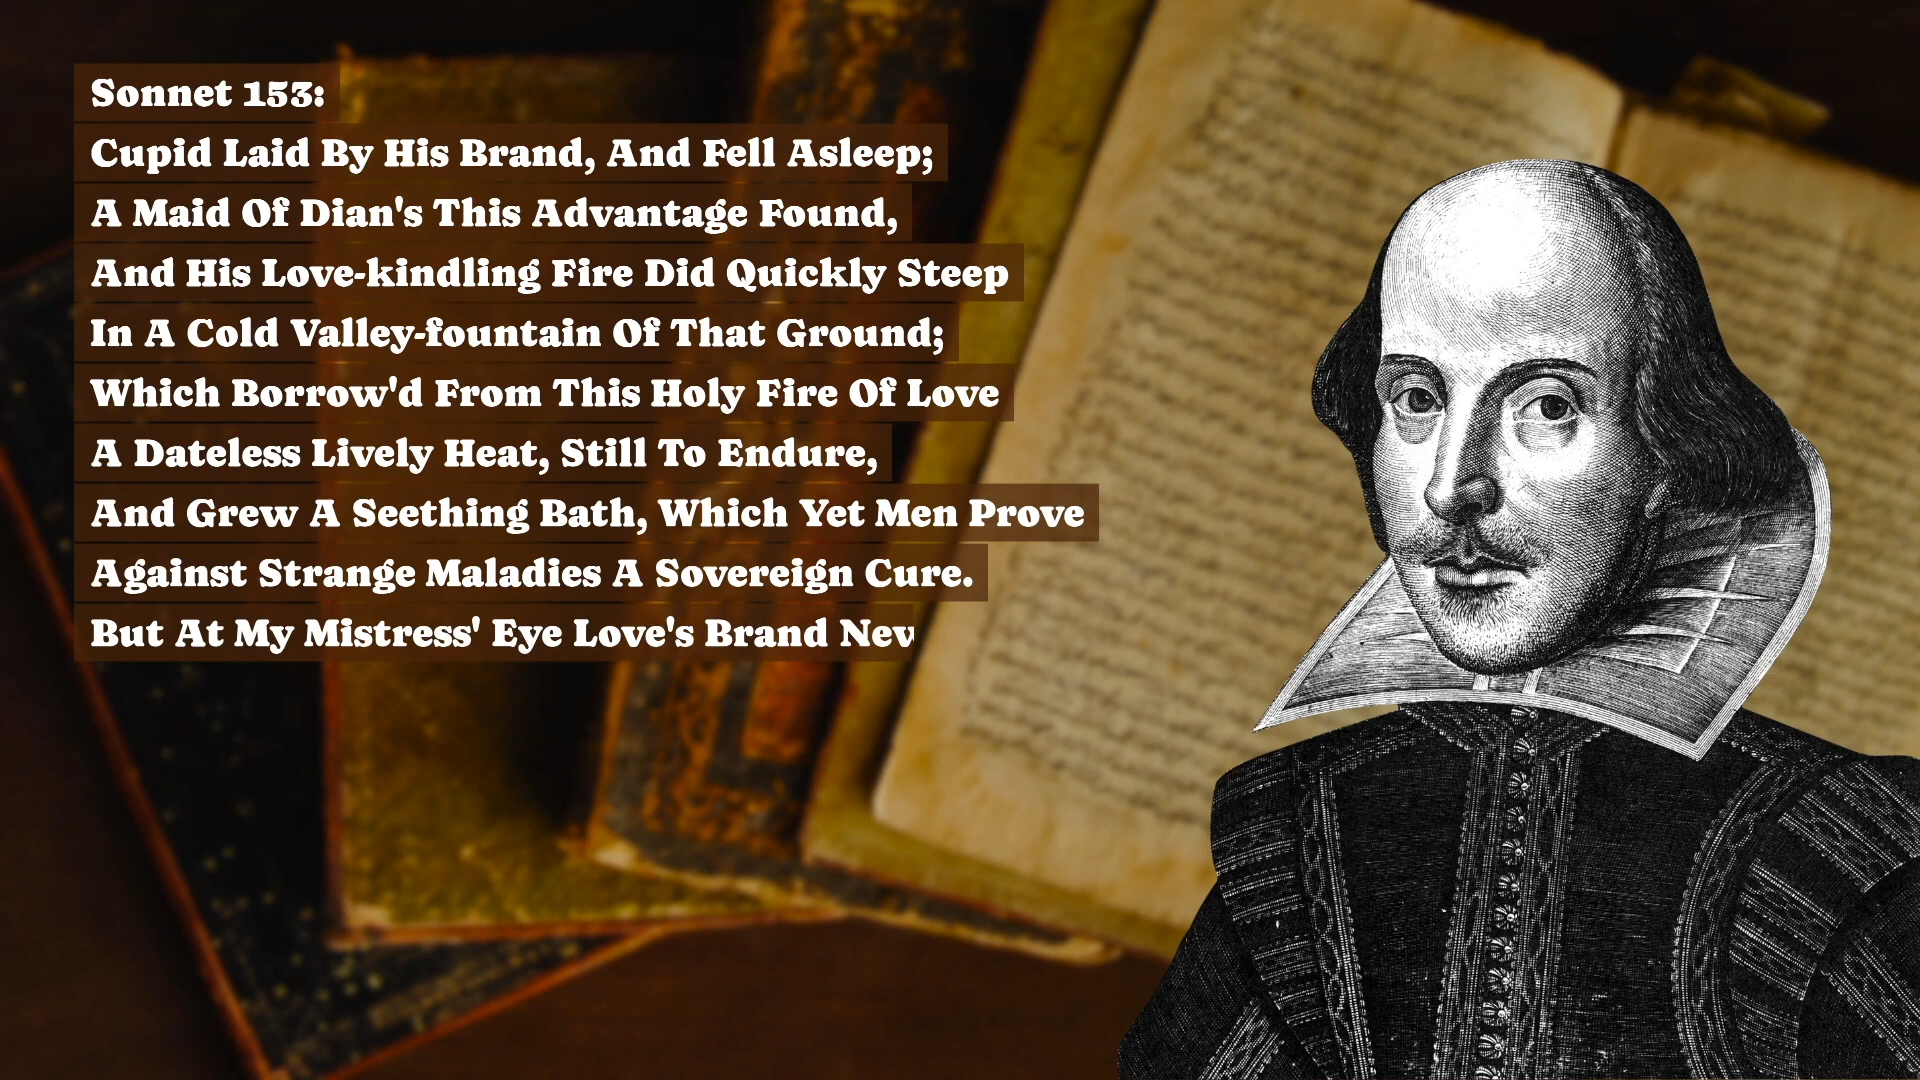 Sonnet 153:
Cupid Laid By His Brand, And Fell Asleep;
A Maid Of Dian's This Advantage Found,
And His Love-kindling Fire Did Quickly Steep
In A Cold Valley-fountain Of That Ground;
Which Borrow'd From This Holy Fire Of Love
A Dateless Lively Heat, Still To Endure,
And Grew A Seething Bath, Which Yet Men Prove
Against Strange Maladies A Sovereign Cure.
But At My Mistress' Eye Love's Brand